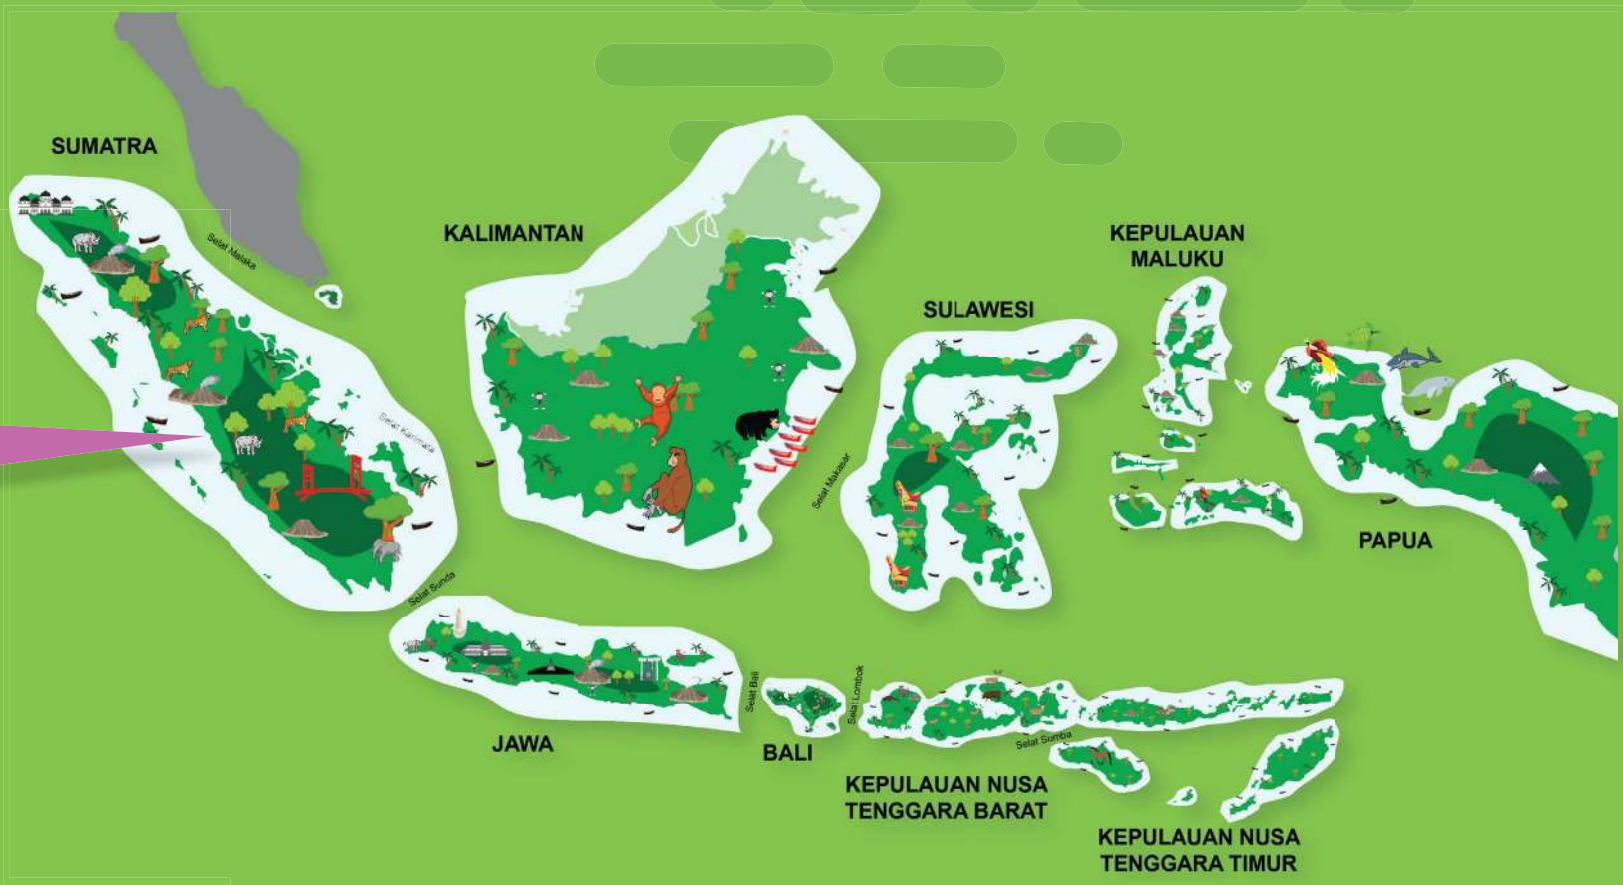 SUMATRA
Selat Malaka
KALIMANTAN
KEPULAUAN
MALUKU
SULAWESI
Selat Karimata
Selat Makasar
PAPUA
Selat Sunda
JAWA
Selat Bali
BALI
Selat Lombok
Selat Sumba
KEPULAUAN NUSA
TENGGARA BARAT
KEPULAUAN NUSA
TENGGARA TIMUR